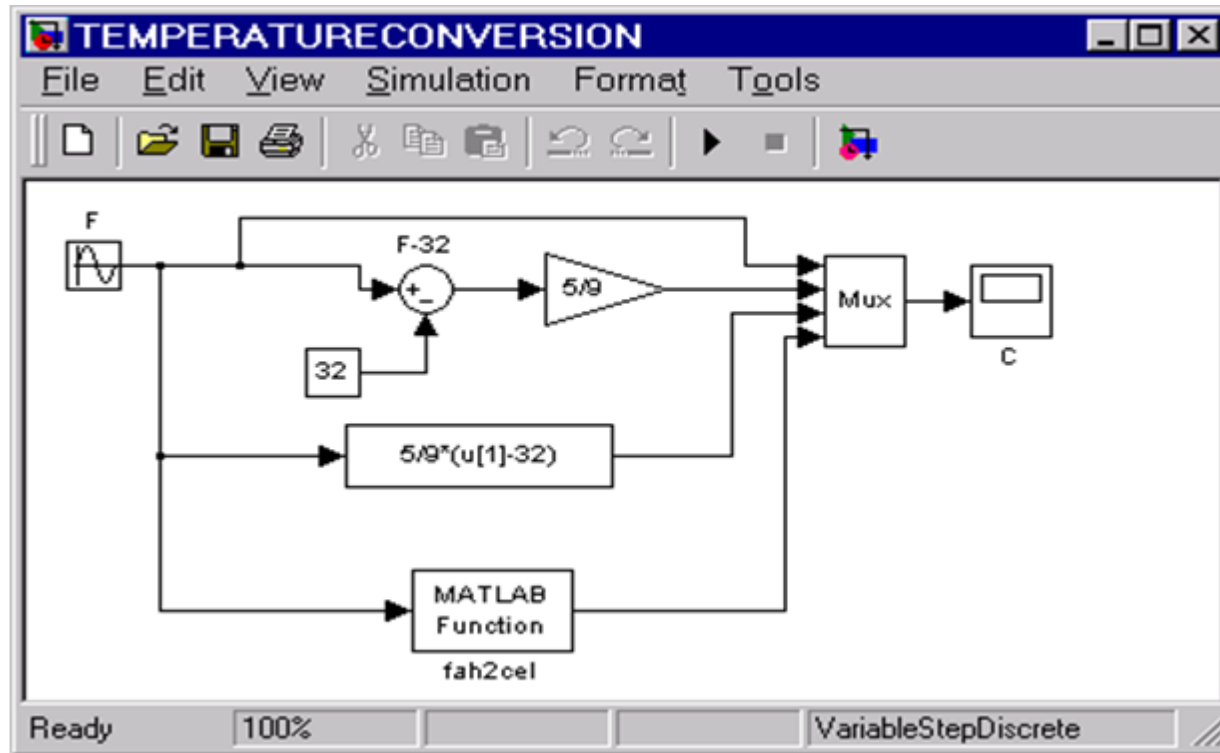 TEMPERATURECONVERSION
File Edit View Simulation Format Tools
F
F-32
+
-
5/9
Mux
32
C
5/9*(u[1]-32)
MATLAB
Function
fah2cel
Ready 100% VariableStepDiscrete